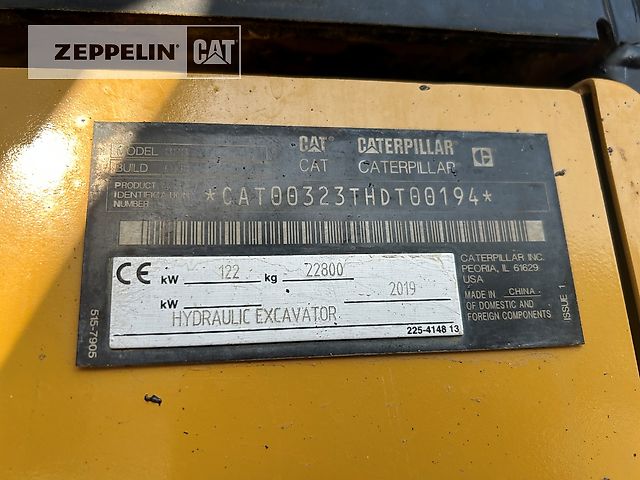 ZEPPELIN CAT
MODEL CAT CATERPILLAR
BUILD CAT CATERPILLAR C
PRODUCT
IDENTIFICATION
NUMBER *CAT00323THDT00194*
CE kW 122 kg 22800
kW 2019
HYDRAULIC EXCAVATOR
225-4148 13
CATERPILLAR INC.
PEORIA, IL 61629
USA
MADE IN CHINA
OF DOMESTIC AND
FOREIGN COMPONENTS
ISSUE 1
515-7905